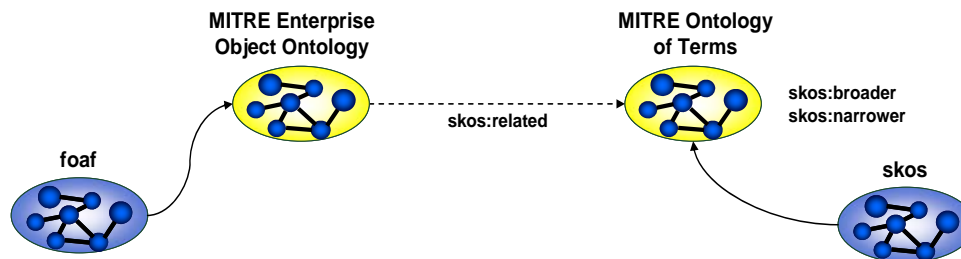 MITRE Enterprise
Object Ontology
MITRE Ontology
of Terms
skos:broader
skos:narrower
skos:related
foaf
skos